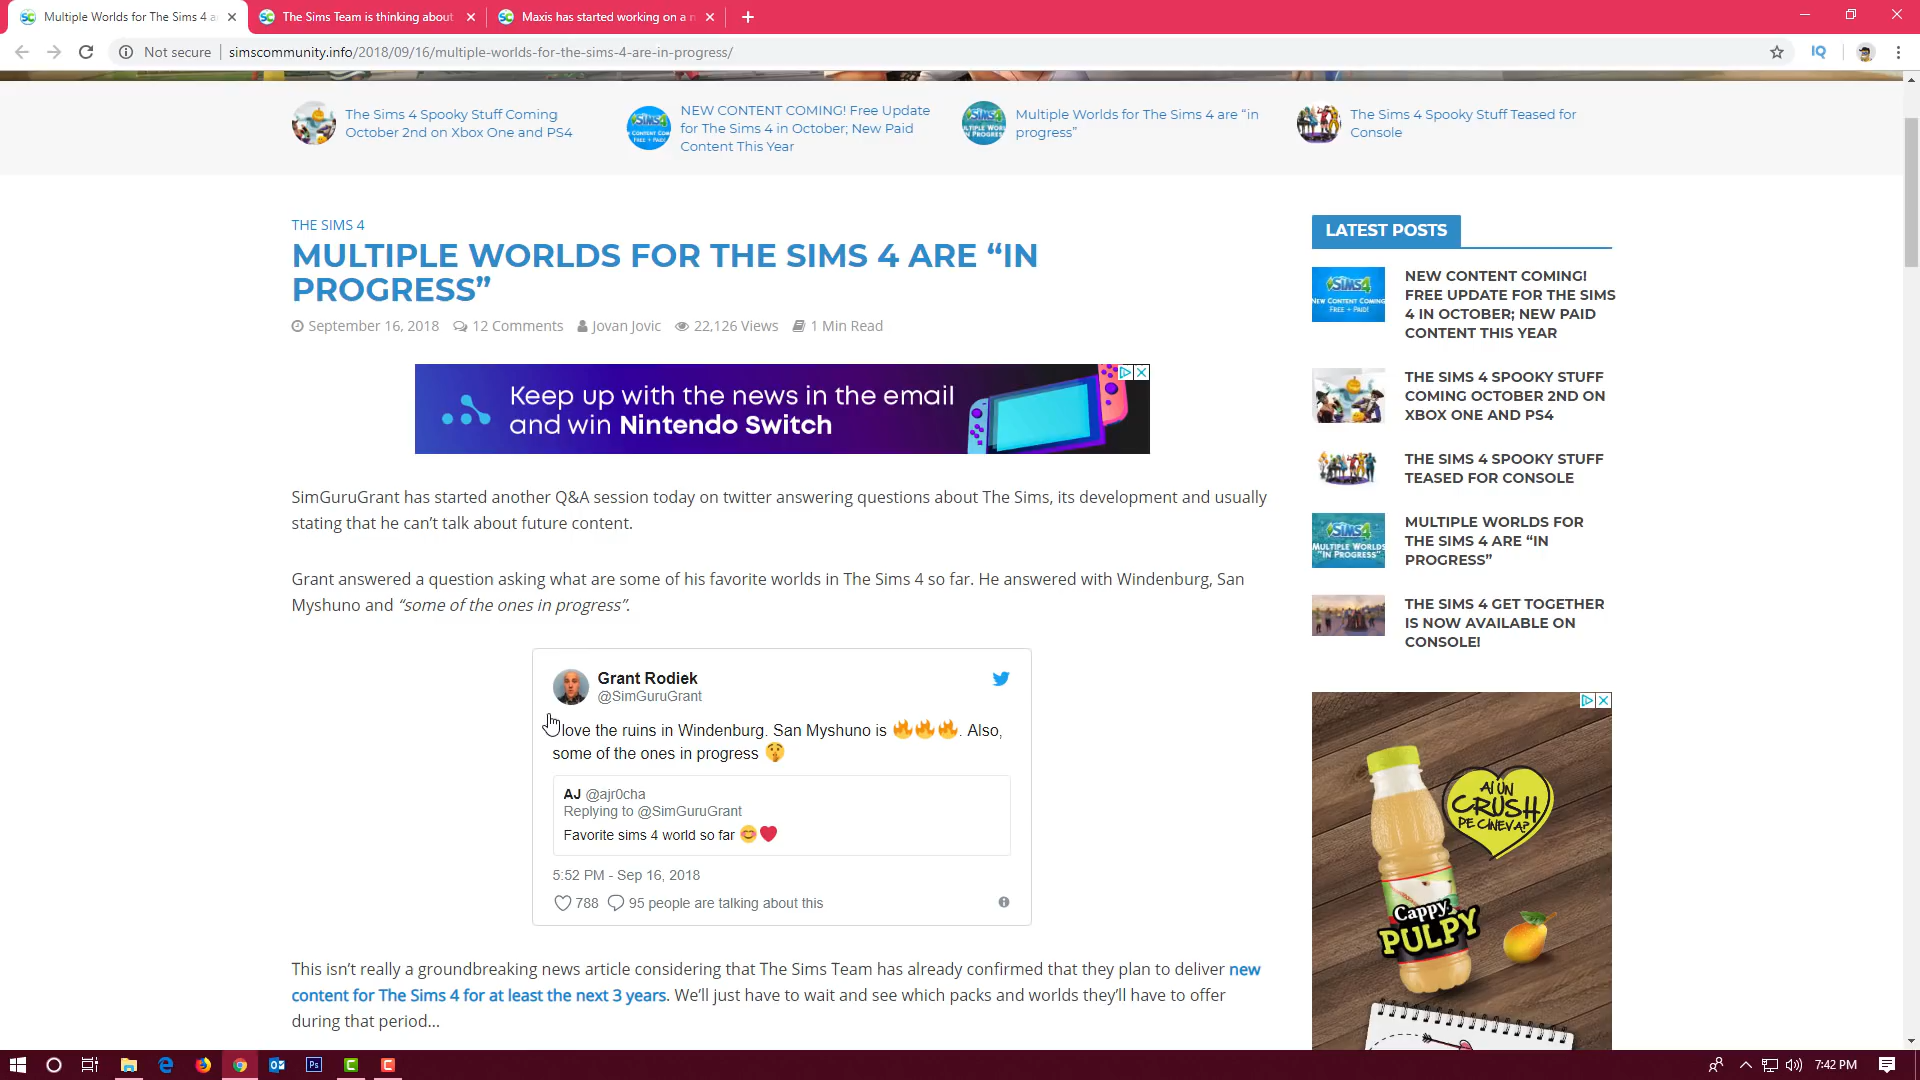 Multiple Worlds for The Sims 4 a
The Sims Team is thinking about
Maxis has started working on a n
Not secure
simscommunity.info/2018/09/16/multiple-worlds-for-the-sims-4-are-in-progress/
IQ
The Sims 4 Spooky Stuff Coming
October 2nd on Xbox One and PS4
NEW CONTENT COMING! Free Update
for The Sims 4 in October; New Paid
Content This Year
Multiple Worlds for The Sims 4 are “in
progress”
The Sims 4 Spooky Stuff Teased for
Console
THE SIMS 4
MULTIPLE WORLDS FOR THE SIMS 4 ARE “IN
PROGRESS”
September 16, 2018 12 Comments Jovan Jovic 22,126 Views 1 Min Read
Keep up with the news in the email
and win Nintendo Switch
SimGuruGrant has started another Q&A session today on twitter answering questions about The Sims, its development and usually
stating that he can’t talk about future content.
Grant answered a question asking what are some of his favorite worlds in The Sims 4 so far. He answered with Windenburg, San
Myshuno and “some of the ones in progress”.
Grant Rodiek
@SimGuruGrant
love the ruins in Windenburg. San Myshuno is 🔥🔥🔥. Also,
some of the ones in progress 🤫
AJ @ajr0cha
Replying to @SimGuruGrant
Favorite sims 4 world so far 😊❤
5:52 PM - Sep 16, 2018
788 95 people are talking about this
This isn’t really a groundbreaking news article considering that The Sims Team has already confirmed that they plan to deliver new
content for The Sims 4 for at least the next 3 years. We’ll just have to wait and see which packs and worlds they’ll have to offer
during that period…
LATEST POSTS
SIMS4
NEW CONTENT COMING
FREE + PAID!
NEW CONTENT COMING!
FREE UPDATE FOR THE SIMS
4 IN OCTOBER; NEW PAID
CONTENT THIS YEAR
THE SIMS 4 SPOOKY STUFF
COMING OCTOBER 2ND ON
XBOX ONE AND PS4
THE SIMS 4 SPOOKY STUFF
TEASED FOR CONSOLE
SIMS4
MULTIPLE WORLDS
"IN PROGRESS"
MULTIPLE WORLDS FOR
THE SIMS 4 ARE “IN
PROGRESS”
THE SIMS 4 GET TOGETHER
IS NOW AVAILABLE ON
CONSOLE!
AI UN
CRUSH
PE CINEVA?
Cappy
PULPY
7:42 PM